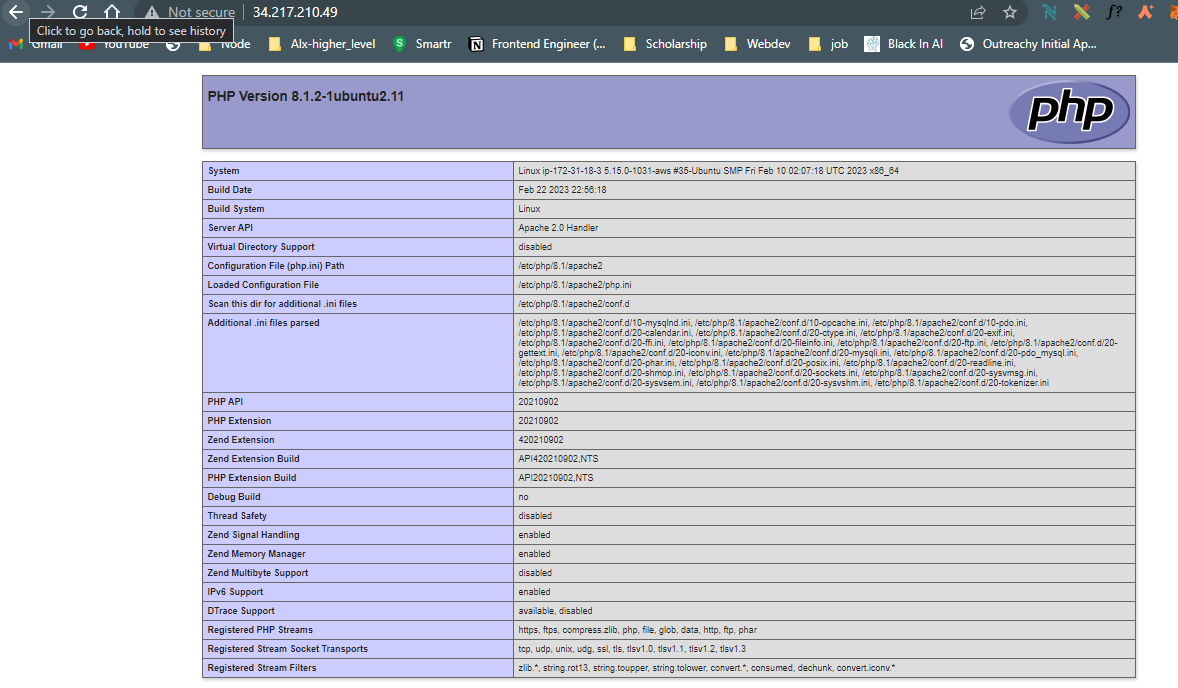 Not secure 34.217.210.49 f?
Click to go back, hold to see history
Gmail YouTube Node Alx-higher_level S Smartr N Frontend Engineer (... Scholarship Webdev job Black In AI Outreachy Initial Ap...
PHP Version 8.1.2-1ubuntu2.11 php
System Linux ip-172-31-18-3 5.15.0-1031-aws #35-Ubuntu SMP Fri Feb 10 02:07:18 UTC 2023 x86_64
Build Date Feb 22 2023 22:56:18
Build System Linux
Server API Apache 2.0 Handler
Virtual Directory Support disabled
Configuration File (php.ini) Path /etc/php/8.1/apache2
Loaded Configuration File /etc/php/8.1/apache2/php.ini
Scan this dir for additional .ini files /etc/php/8.1/apache2/conf.d
Additional .ini files parsed /etc/php/8.1/apache2/conf.d/10-mysqlnd.ini, /etc/php/8.1/apache2/conf.d/10-opcache.ini, /etc/php/8.1/apache2/conf.d/10-pdo.ini,
/etc/php/8.1/apache2/conf.d/20-calendar.ini, /etc/php/8.1/apache2/conf.d/20-ctype.ini, /etc/php/8.1/apache2/conf.d/20-exif.ini,
/etc/php/8.1/apache2/conf.d/20-ffi.ini, /etc/php/8.1/apache2/conf.d/20-fileinfo.ini, /etc/php/8.1/apache2/conf.d/20-ftp.ini, /etc/php/8.1/apache2/conf.d/20-
gettext.ini, /etc/php/8.1/apache2/conf.d/20-iconv.ini, /etc/php/8.1/apache2/conf.d/20-mysqli.ini, /etc/php/8.1/apache2/conf.d/20-pdo_mysql.ini,
/etc/php/8.1/apache2/conf.d/20-phar.ini, /etc/php/8.1/apache2/conf.d/20-posix.ini, /etc/php/8.1/apache2/conf.d/20-readline.ini,
/etc/php/8.1/apache2/conf.d/20-shmop.ini, /etc/php/8.1/apache2/conf.d/20-sockets.ini, /etc/php/8.1/apache2/conf.d/20-sysvmsg.ini,
/etc/php/8.1/apache2/conf.d/20-sysvsem.ini, /etc/php/8.1/apache2/conf.d/20-sysvshm.ini, /etc/php/8.1/apache2/conf.d/20-tokenizer.ini
PHP API 20210902
PHP Extension 20210902
Zend Extension 420210902
Zend Extension Build API420210902,NTS
PHP Extension Build API20210902,NTS
Debug Build no
Thread Safety disabled
Zend Signal Handling enabled
Zend Memory Manager enabled
Zend Multibyte Support disabled
IPv6 Support enabled
DTrace Support available, disabled
Registered PHP Streams https, ftps, compress.zlib, php, file, glob, data, http, ftp, phar
Registered Stream Socket Transports tcp, udp, unix, udg, ssl, tls, tlsv1.0, tlsv1.1, tlsv1.2, tlsv1.3
Registered Stream Filters zlib.*, string.rot13, string.toupper, string.tolower, convert.*, consumed, dechunk, convert.iconv.*